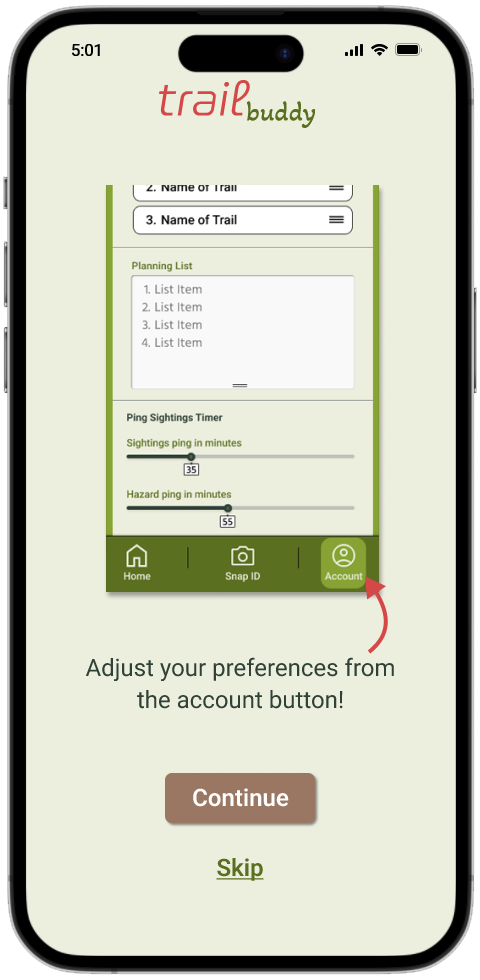 5:01
trail
buddy
2. Name of Trail
3. Name of Trail
Planning List
1. List Item
2. List Item
3. List Item
4. List Item
Ping Sightings Timer
Sightings ping in minutes
35
Hazard ping in minutes
55
Home
Snap ID
Account
Adjust your preferences from
the account button!
Continue
Skip